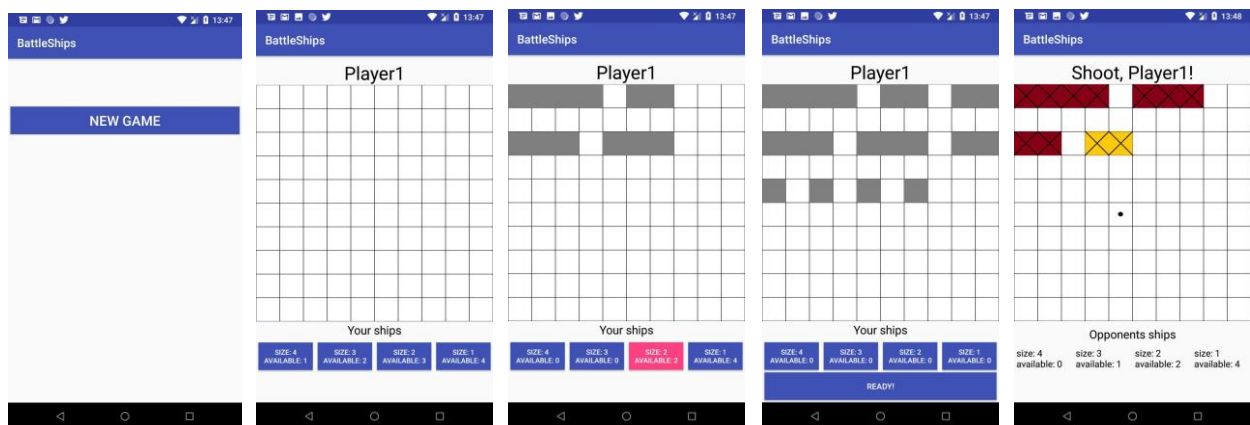 13:47
BattleShips
NEW GAME
13:47
BattleShips
Player1
Your ships
SIZE: 4 SIZE: 3 SIZE: 2 SIZE: 1
AVAILABLE: 1 AVAILABLE: 2 AVAILABLE: 3 AVAILABLE: 4
13:47
BattleShips
Player1
Your ships
SIZE: 4 SIZE: 3 SIZE: 2 SIZE: 1
AVAILABLE: 0 AVAILABLE: 0 AVAILABLE: 2 AVAILABLE: 4
13:47
BattleShips
Player1
Your ships
SIZE: 4 SIZE: 3 SIZE: 2 SIZE: 1
AVAILABLE: 0 AVAILABLE: 0 AVAILABLE: 0 AVAILABLE: 0
READY!
13:48
BattleShips
Shoot, Player1!
Opponents ships
size: 4 size: 3 size: 2 size: 1
available: 0 available: 1 available: 2 available: 4